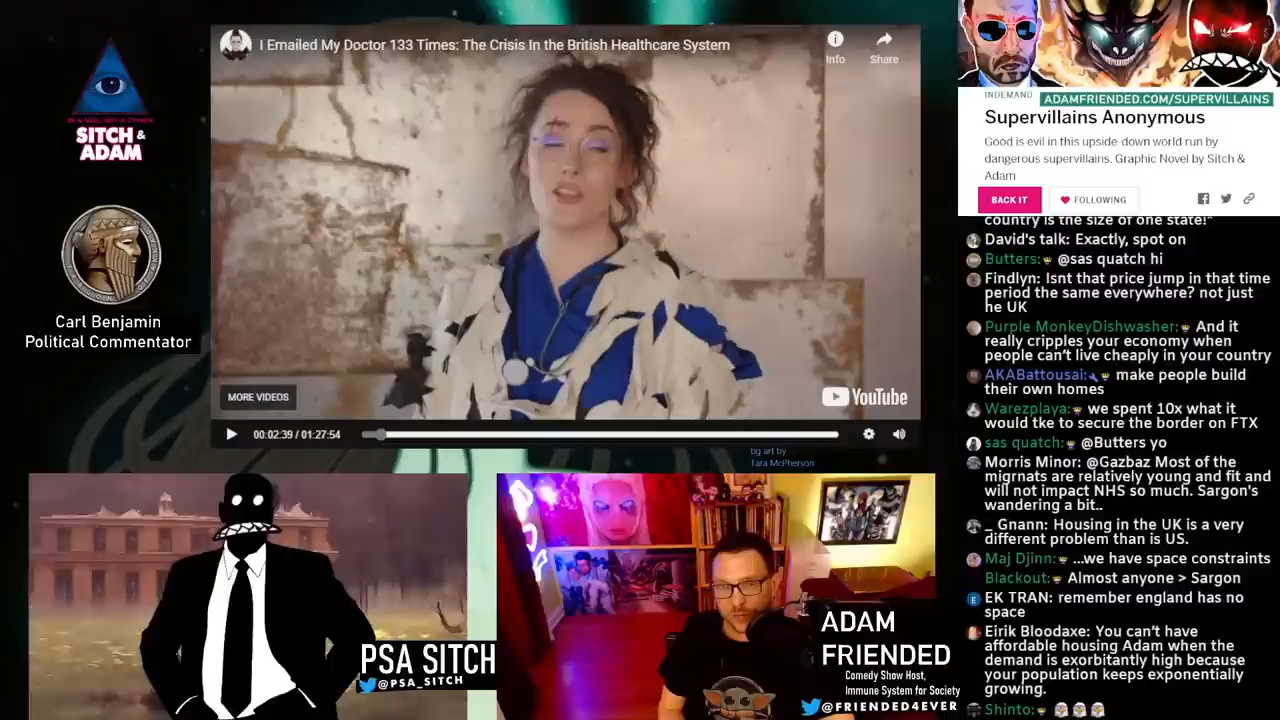 I Emailed My Doctor 133 Times: The Crisis In the British Healthcare System
Info
Share
SITCH &
ADAM
Carl Benjamin
Political Commentator
MORE VIDEOS
YouTube
00:02:39 / 01:27:54
bg art by
Tara McPherson
PSA SITCH
@PSA_SITCH
ADAM
FRIENDED
Comedy Show Host,
Immune System for Society
@FRIENDED4EVER
INDEMAND
ADAMFRIENDED.COM/SUPERVILLAINS
Supervillains Anonymous
Good is evil in this upside-down world run by
dangerous supervillains. Graphic Novel by Sitch &
Adam
BACK IT
FOLLOWING
country is the size of one state!"
David's talk: Exactly, spot on
Butters: @sas quatch hi
Findlyn: Isnt that price jump in that time
period the same everywhere? not just
he UK
Purple MonkeyDishwasher: And it
really cripples your economy when
people can't live cheaply in your country
AKABattousai: make people build
their own homes
Warezplaya: we spent 10x what it
would tke to secure the border on FTX
sas quatch: @Butters yo
Morris Minor: @Gazbaz Most of the
migrnats are relatively young and fit and
will not impact NHS so much. Sargon's
wandering a bit..
_ Gnann: Housing in the UK is a very
different problem than is US.
Maj Djinn: ...we have space constraints
Blackout: Almost anyone > Sargon
EK TRAN: remember england has no
space
Eirik Bloodaxe: You can't have
affordable housing Adam when the
demand is exorbitantly high because
your population keeps exponentially
growing.
Shinto: